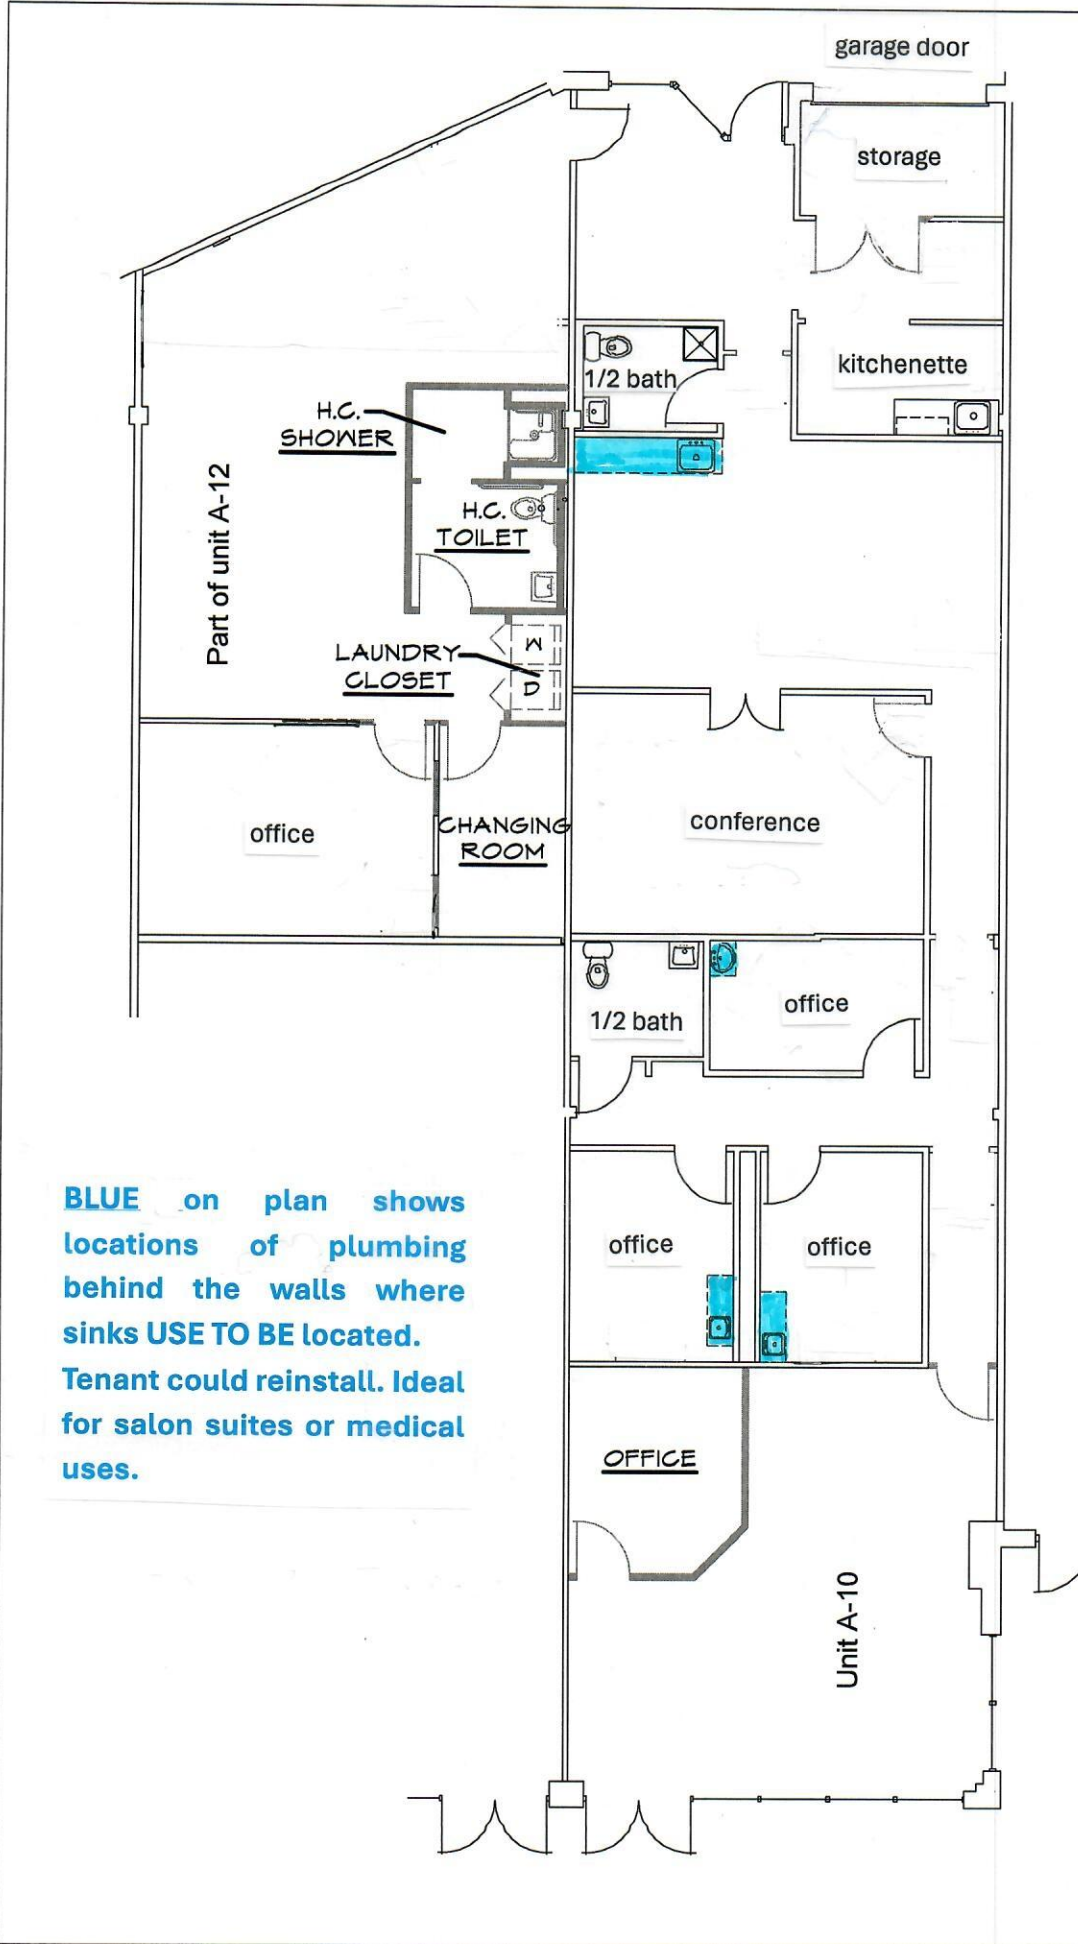 garage door
storage
kitchenette
1/2 bath
H.C.
SHOWER
Part of unit A-12
H.C.
TOILET
LAUNDRY
CLOSET
W
D
office
CHANGING
ROOM
conference
1/2 bath
office
BLUE on plan shows
locations of plumbing
behind the walls where
sinks USE TO BE located.
Tenant could reinstall. Ideal
for salon suites or medical
uses.
office
office
OFFICE
Unit A-10